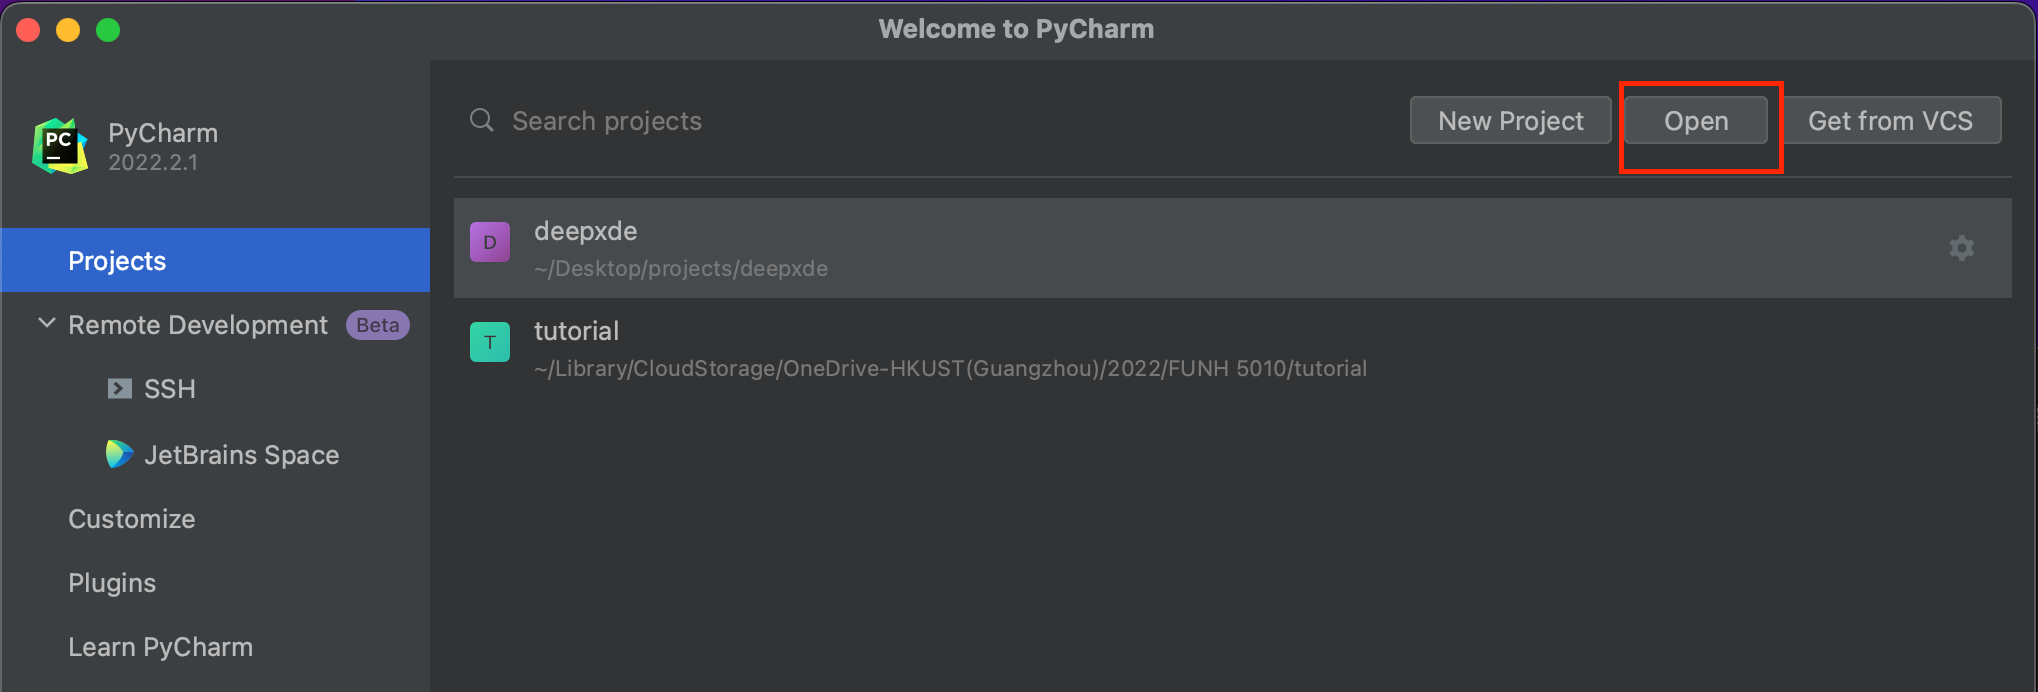 Welcome to PyCharm
PC
PyCharm
2022.2.1
Projects
Remote Development Beta
SSH
JetBrains Space
Customize
Plugins
Learn PyCharm
Search projects
New Project
Open
Get from VCS
D
deepxde
~/Desktop/projects/deepxde
T
tutorial
~/Library/CloudStorage/OneDrive-HKUST(Guangzhou)/2022/FUNH 5010/tutorial